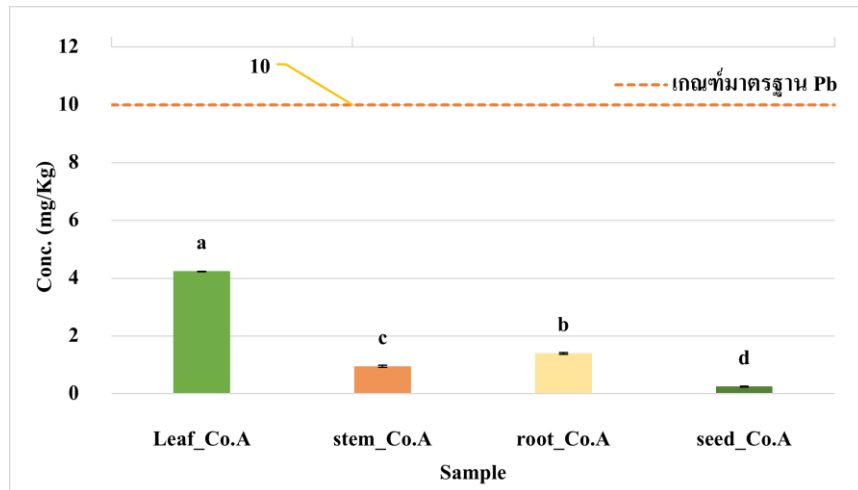 12
10
10
8
6
4
2
0
Conc. (mg/Kg)
เกณฑ์มาตรฐาน Pb
a
c
b
d
Leaf_Co.A
stem_Co.A
root_Co.A
seed_Co.A
Sample